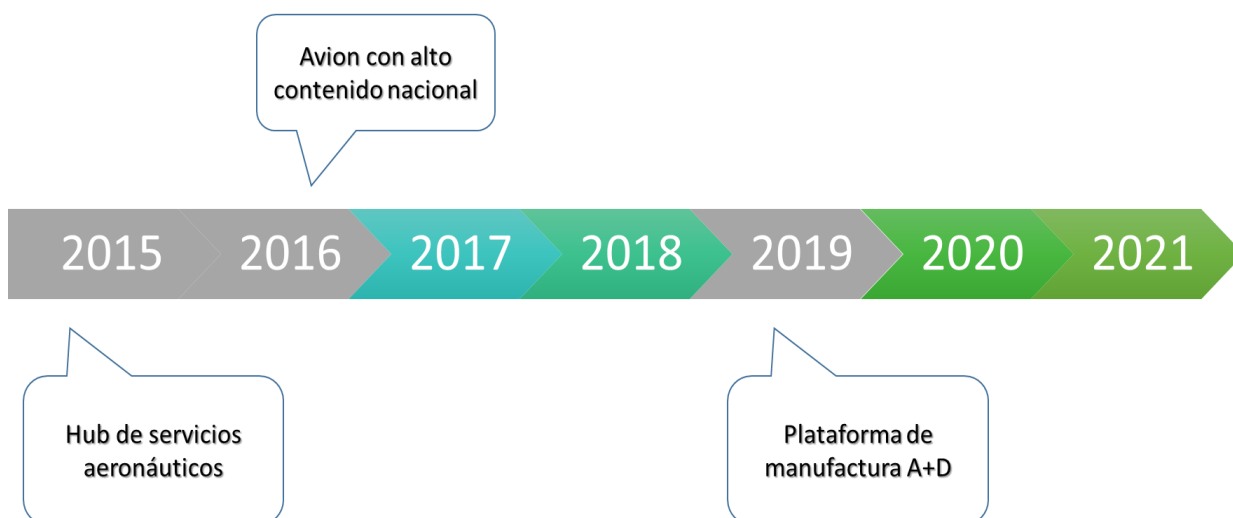 Avion con alto
contenido nacional
2015 2016 2017 2018 2019 2020 2021
Hub de servicios
aeronáuticos
Plataforma de
manufactura A+D